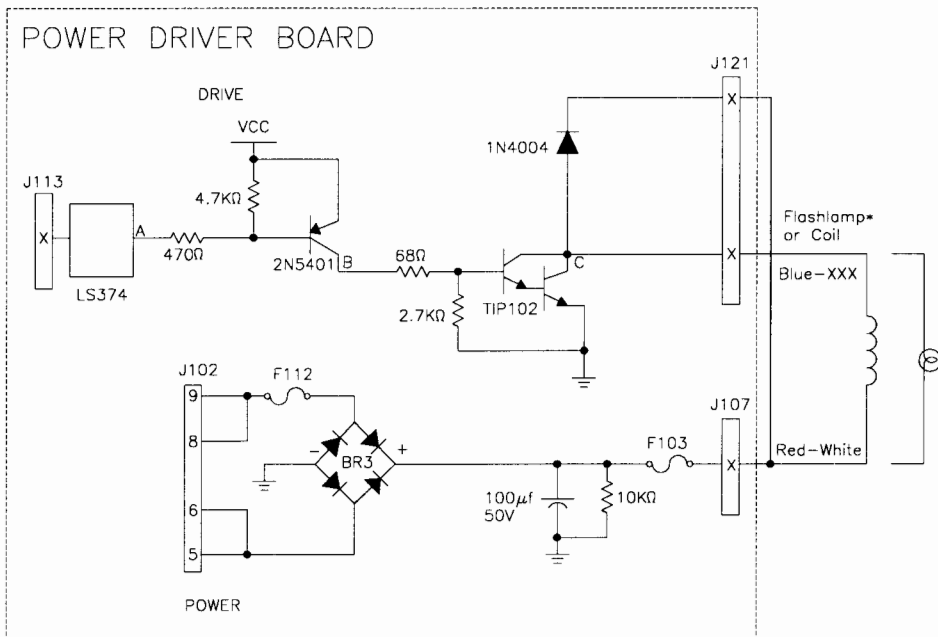 POWER DRIVER BOARD
J121
X
DRIVE
VCC
1N4004
J113
X
4.7KΩ
A
470Ω
LS374
2N5401
B
68Ω
C
TIP102
2.7KΩ
X
Flashlamp*
or Coil
Blue-XXX
J102
9
8
6
5
F112
-
+
BR3
J107
X
F103
Red-White
100µf
50V
10KΩ
POWER